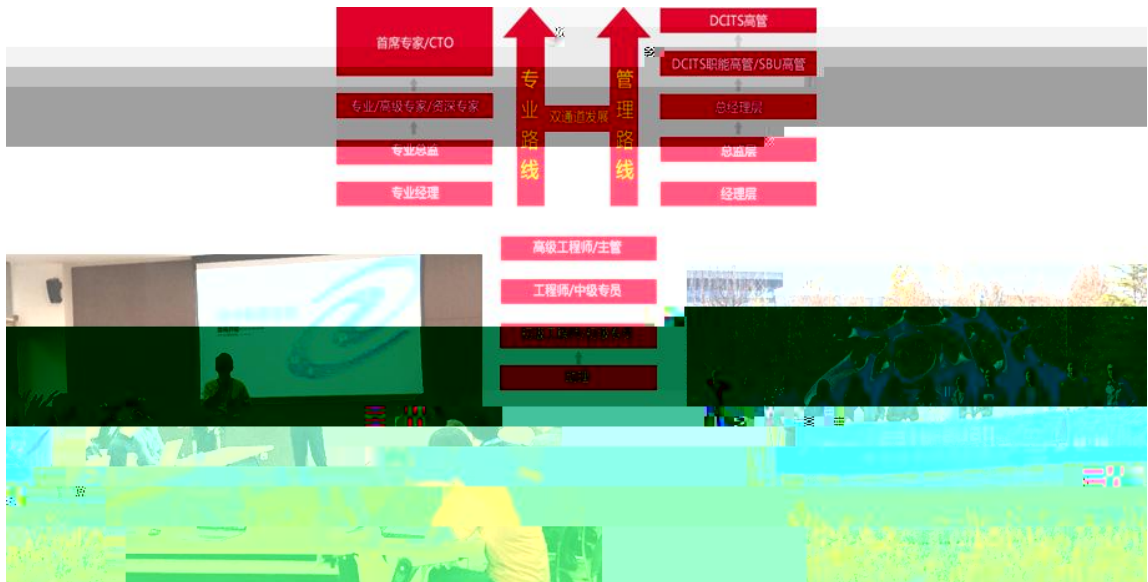 首席专家/CTO
专业/高级专家/资深专家
专业总监
专业经理
专业路线
双通道发展
管理路线
DCITS高管
DCITS职能高管/SBU高管
总经理层
总监层
经理层
高级工程师/主管
工程师/中级专员